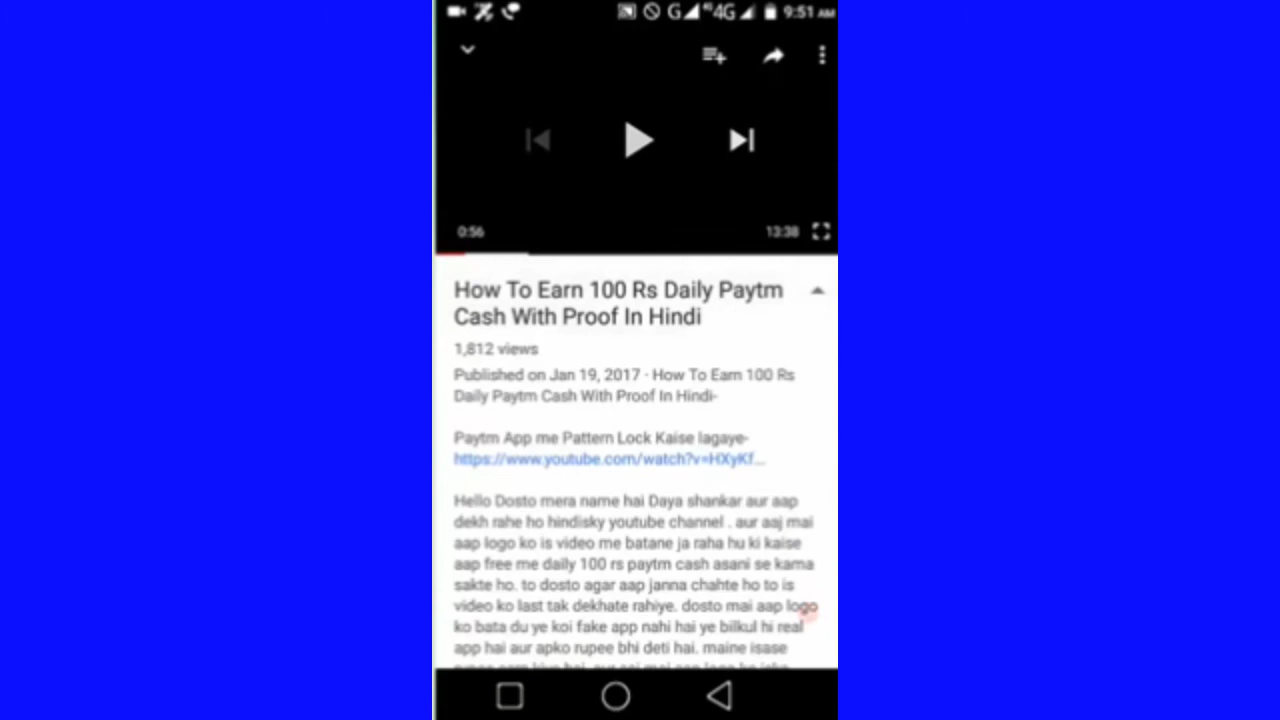 G 4G 9:51 AM
0:56 13:38
How To Earn 100 Rs Daily Paytm
Cash With Proof In Hindi
1,812 views
Published on Jan 19, 2017 · How To Earn 100 Rs
Daily Paytm Cash With Proof In Hindi-
Paytm App me Pattern Lock Kaise lagaye-
https://www.youtube.com/watch?v=HXyKf...
Hello Dosto mera name hai Daya shankar aur aap
dekh rahe ho hindisky youtube channel . aur aaj mai
aap logo ko is video me batane ja raha hu ki kaise
aap free me daily 100 rs paytm cash asani se kama
sakte ho. to dosto agar aap janna chahte ho to is
video ko last tak dekhate rahiye. dosto mai aap logo
ko bata du ye koi fake app nahi hai ye bilkul hi real
app hai aur apko rupee bhi deti hai. maine isase